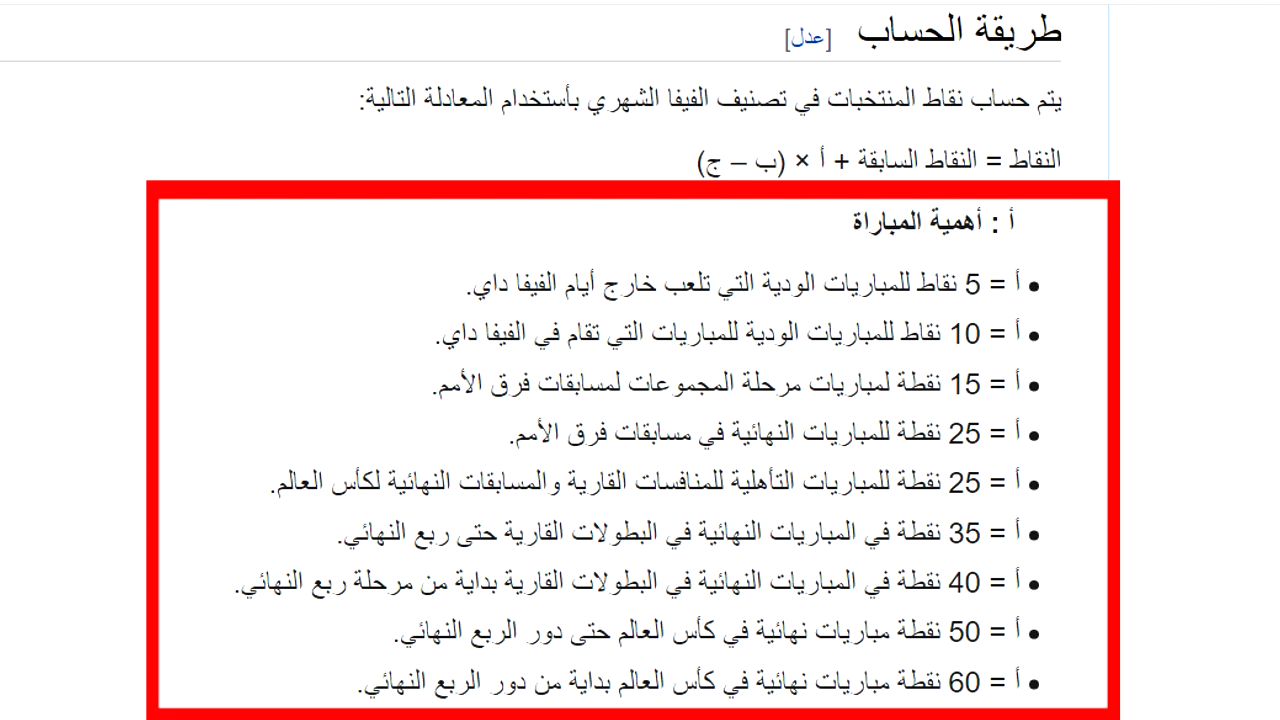 طريقة الحساب [عدل]
يتم حساب نقاط المنتخبات في تصنيف الفيفا الشهري بأستخدام المعادلة التالية:
النقاط = النقاط السابقة + أ × (ب – ج)
أ : أهمية المباراة
• أ = 5 نقاط للمباريات الودية التي تلعب خارج أيام الفيفا داي.
• أ = 10 نقاط للمباريات الودية للمباريات التي تقام في الفيفا داي.
• أ = 15 نقطة لمباريات مرحلة المجموعات لمسابقات فرق الأمم.
• أ = 25 نقطة للمباريات النهائية في مسابقات فرق الأمم.
• أ = 25 نقطة للمباريات التأهلية للمنافسات القارية والمسابقات النهائية لكأس العالم.
• أ = 35 نقطة في المباريات النهائية في البطولات القارية حتى ربع النهائي.
• أ = 40 نقطة في المباريات النهائية في البطولات القارية بداية من مرحلة ربع النهائي.
• أ = 50 نقطة مباريات نهائية في كأس العالم حتى دور الربع النهائي.
• أ = 60 نقطة مباريات نهائية في كأس العالم بداية من دور الربع النهائي.